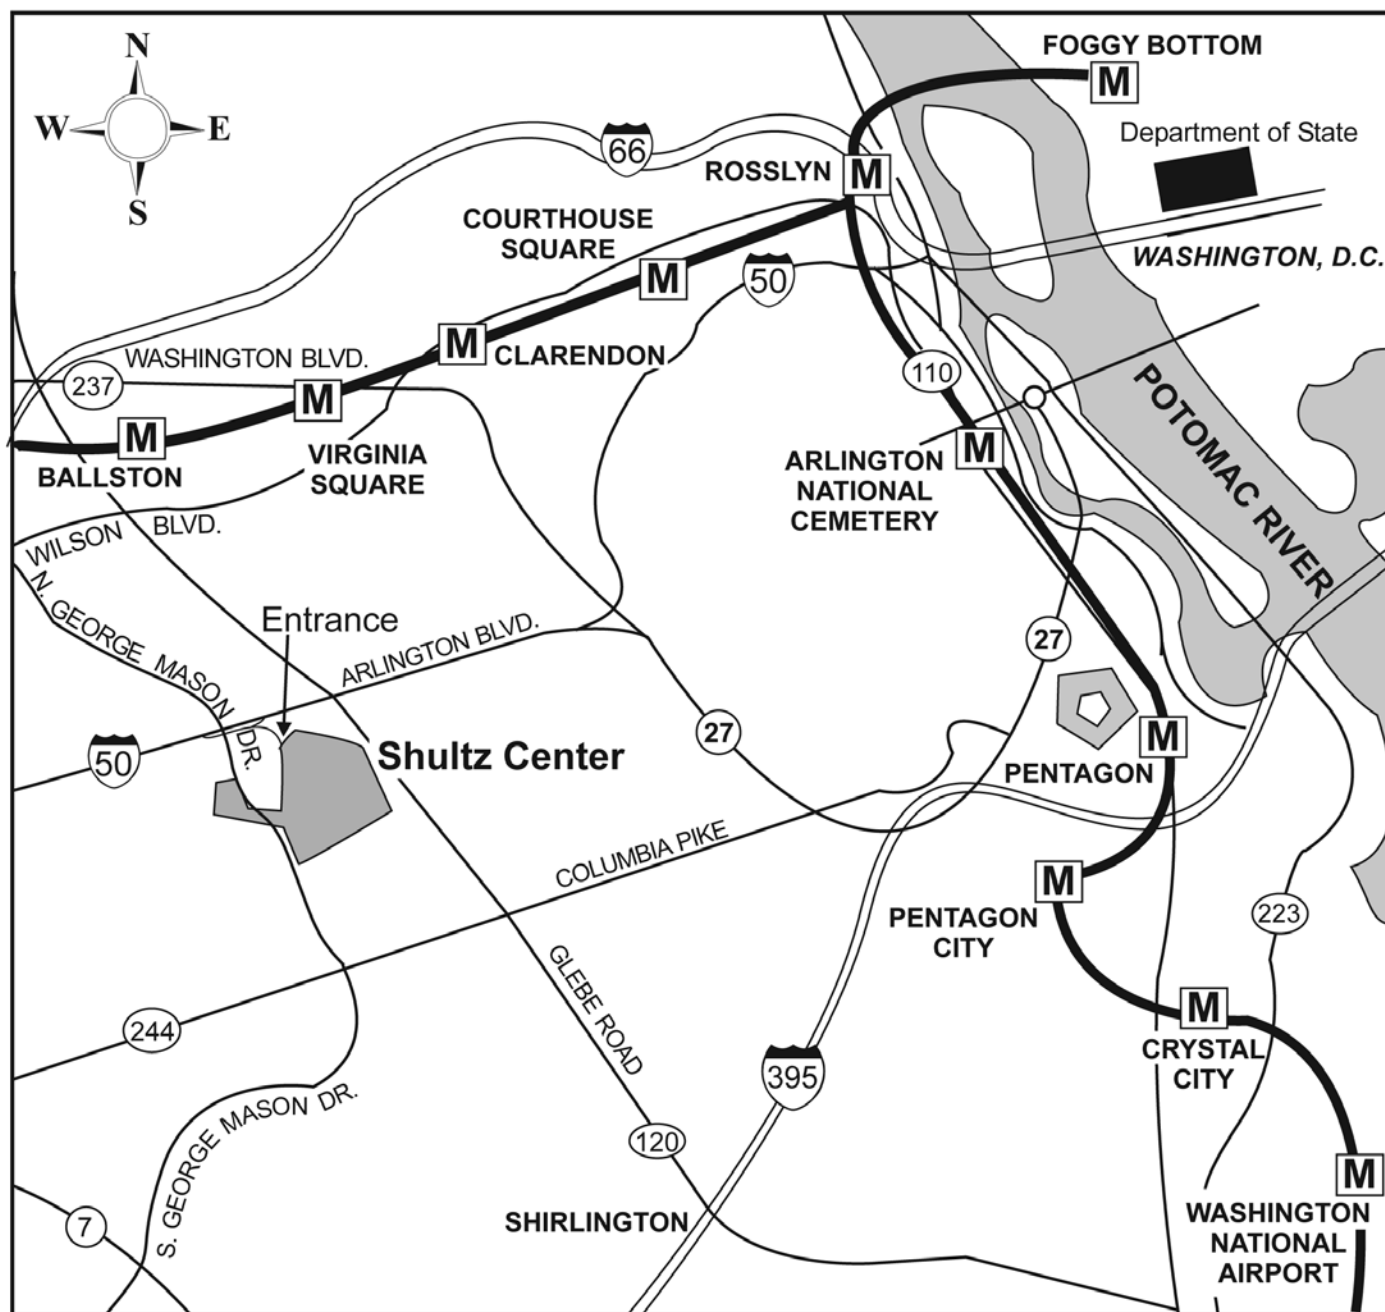 N
FOGGY BOTTOM
M
W
E
Department of State
66
ROSSLYN
M
S
COURTHOUSE
SQUARE
WASHINGTON, D.C.
M
50
WASHINGTON BLVD.
M
CLARENDON
237
110
POTOMAC RIVER
M
M
BALLSTON
VIRGINIA
SQUARE
M
ARLINGTON
NATIONAL
CEMETERY
WILSON BLVD.
N. GEORGE MASON DR.
Entrance
ARLINGTON BLVD.
27
27
50
Shultz Center
M
PENTAGON
COLUMBIA PIKE
M
PENTAGON
CITY
223
GLEBE ROAD
M
244
CRYSTAL
CITY
395
S. GEORGE MASON DR.
120
M
7
SHIRLINGTON
WASHINGTON
NATIONAL
AIRPORT